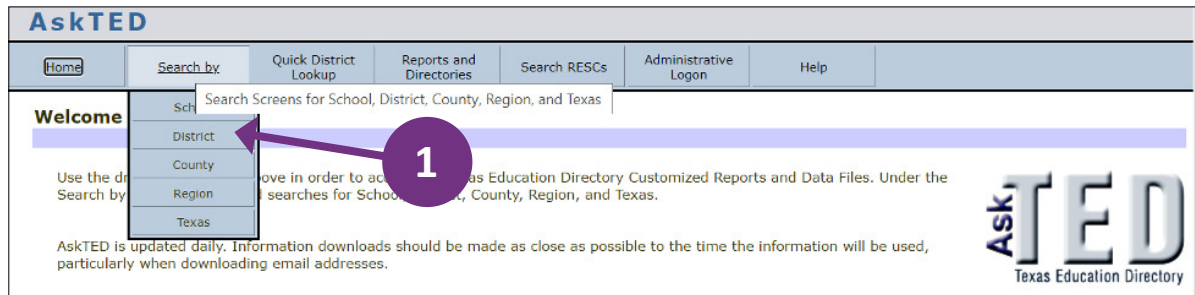 AskTED
Home
Search by
Quick District
Lookup
Reports and
Directories
Search RESCs
Administrative
Logon
Help
Search Screens for School, District, County, Region, and Texas
Sch
District
County
Region
Texas
Welcome
1
Use the dr ove in order to ac as Education Directory Customized Reports and Data Files. Under the
Search by searches for School t, County, Region, and Texas.
AskTED is updated daily. Information downloads should be made as close as possible to the time the information will be used,
particularly when downloading email addresses.
Ask
TED
Texas Education Directory